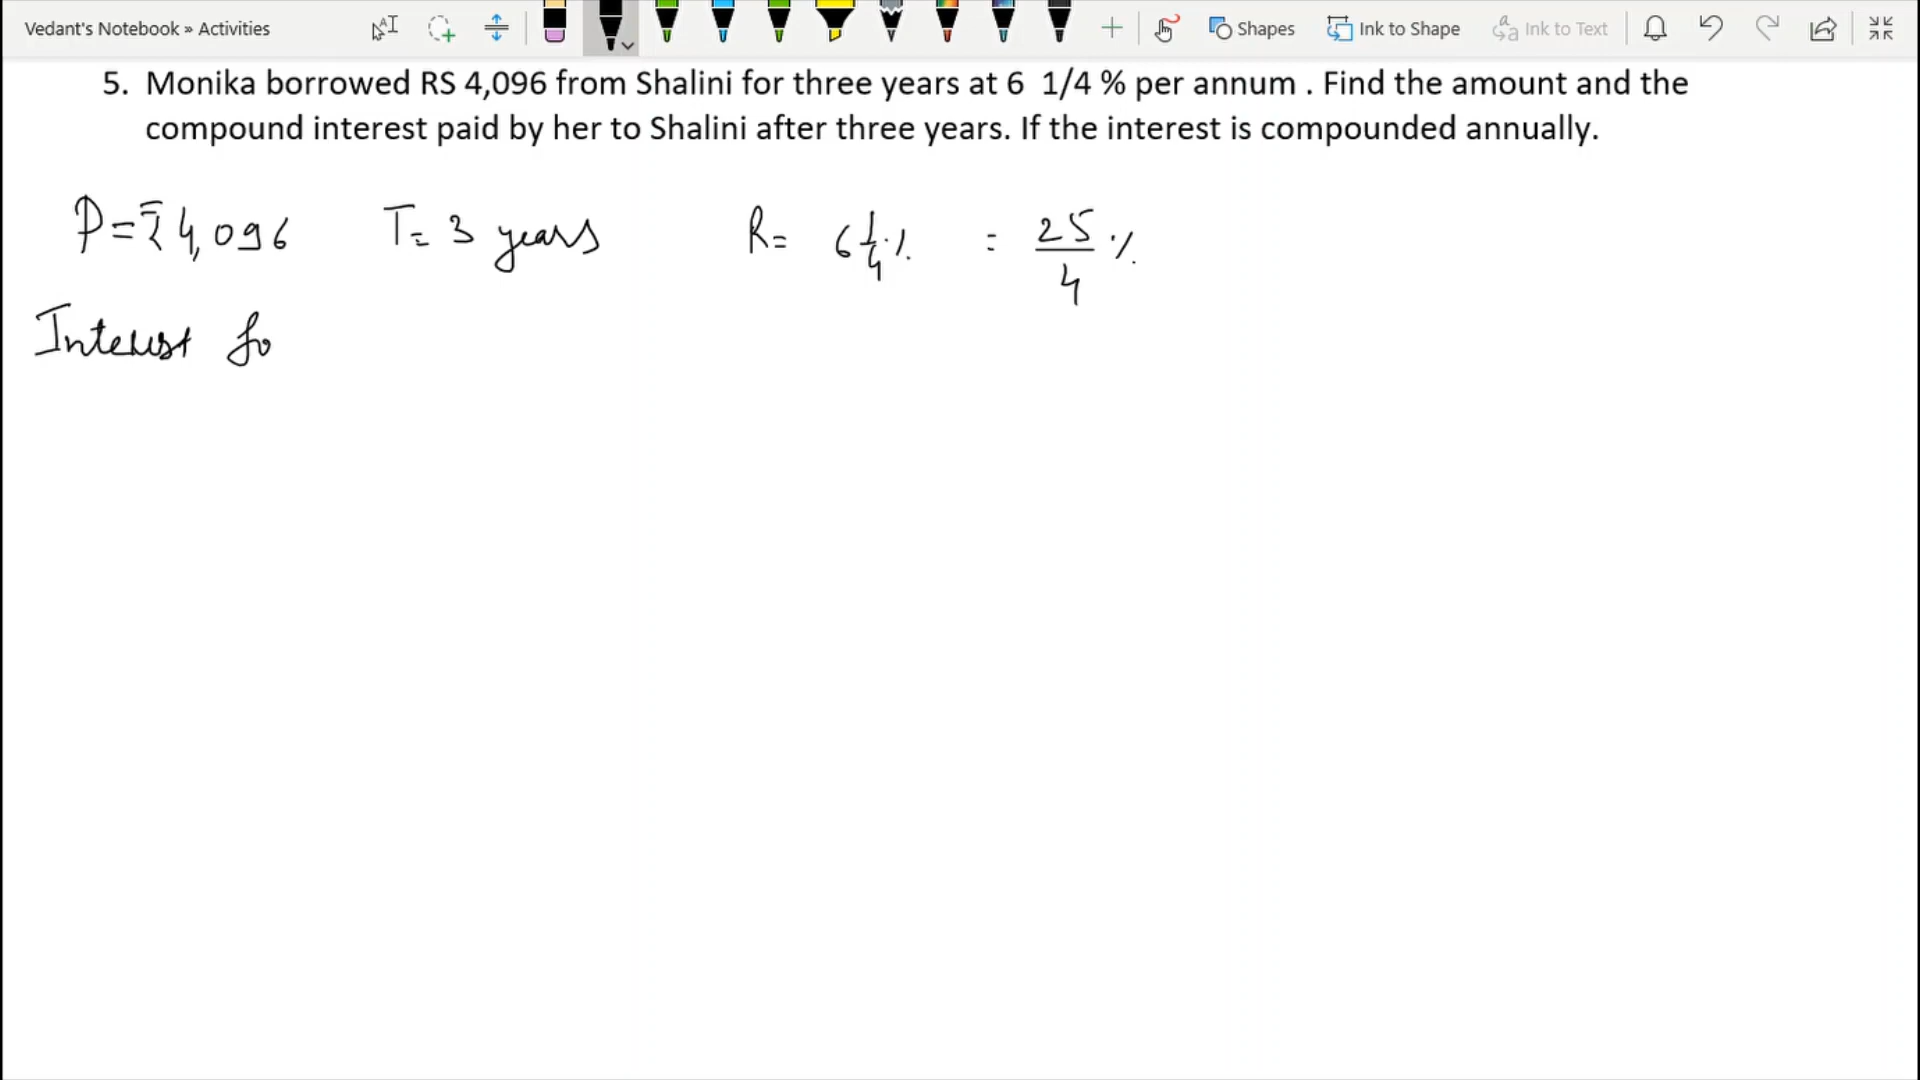 Vedant's Notebook » Activities Shapes Ink to Shape Ink to Text
5. Monika borrowed RS 4,096 from Shalini for three years at 6 1/4 % per annum . Find the amount and the
compound interest paid by her to Shalini after three years. If the interest is compounded annually.
P=₹4,096 T= 3 years R= 6 1/4 % = 25/4 %
Interest fo